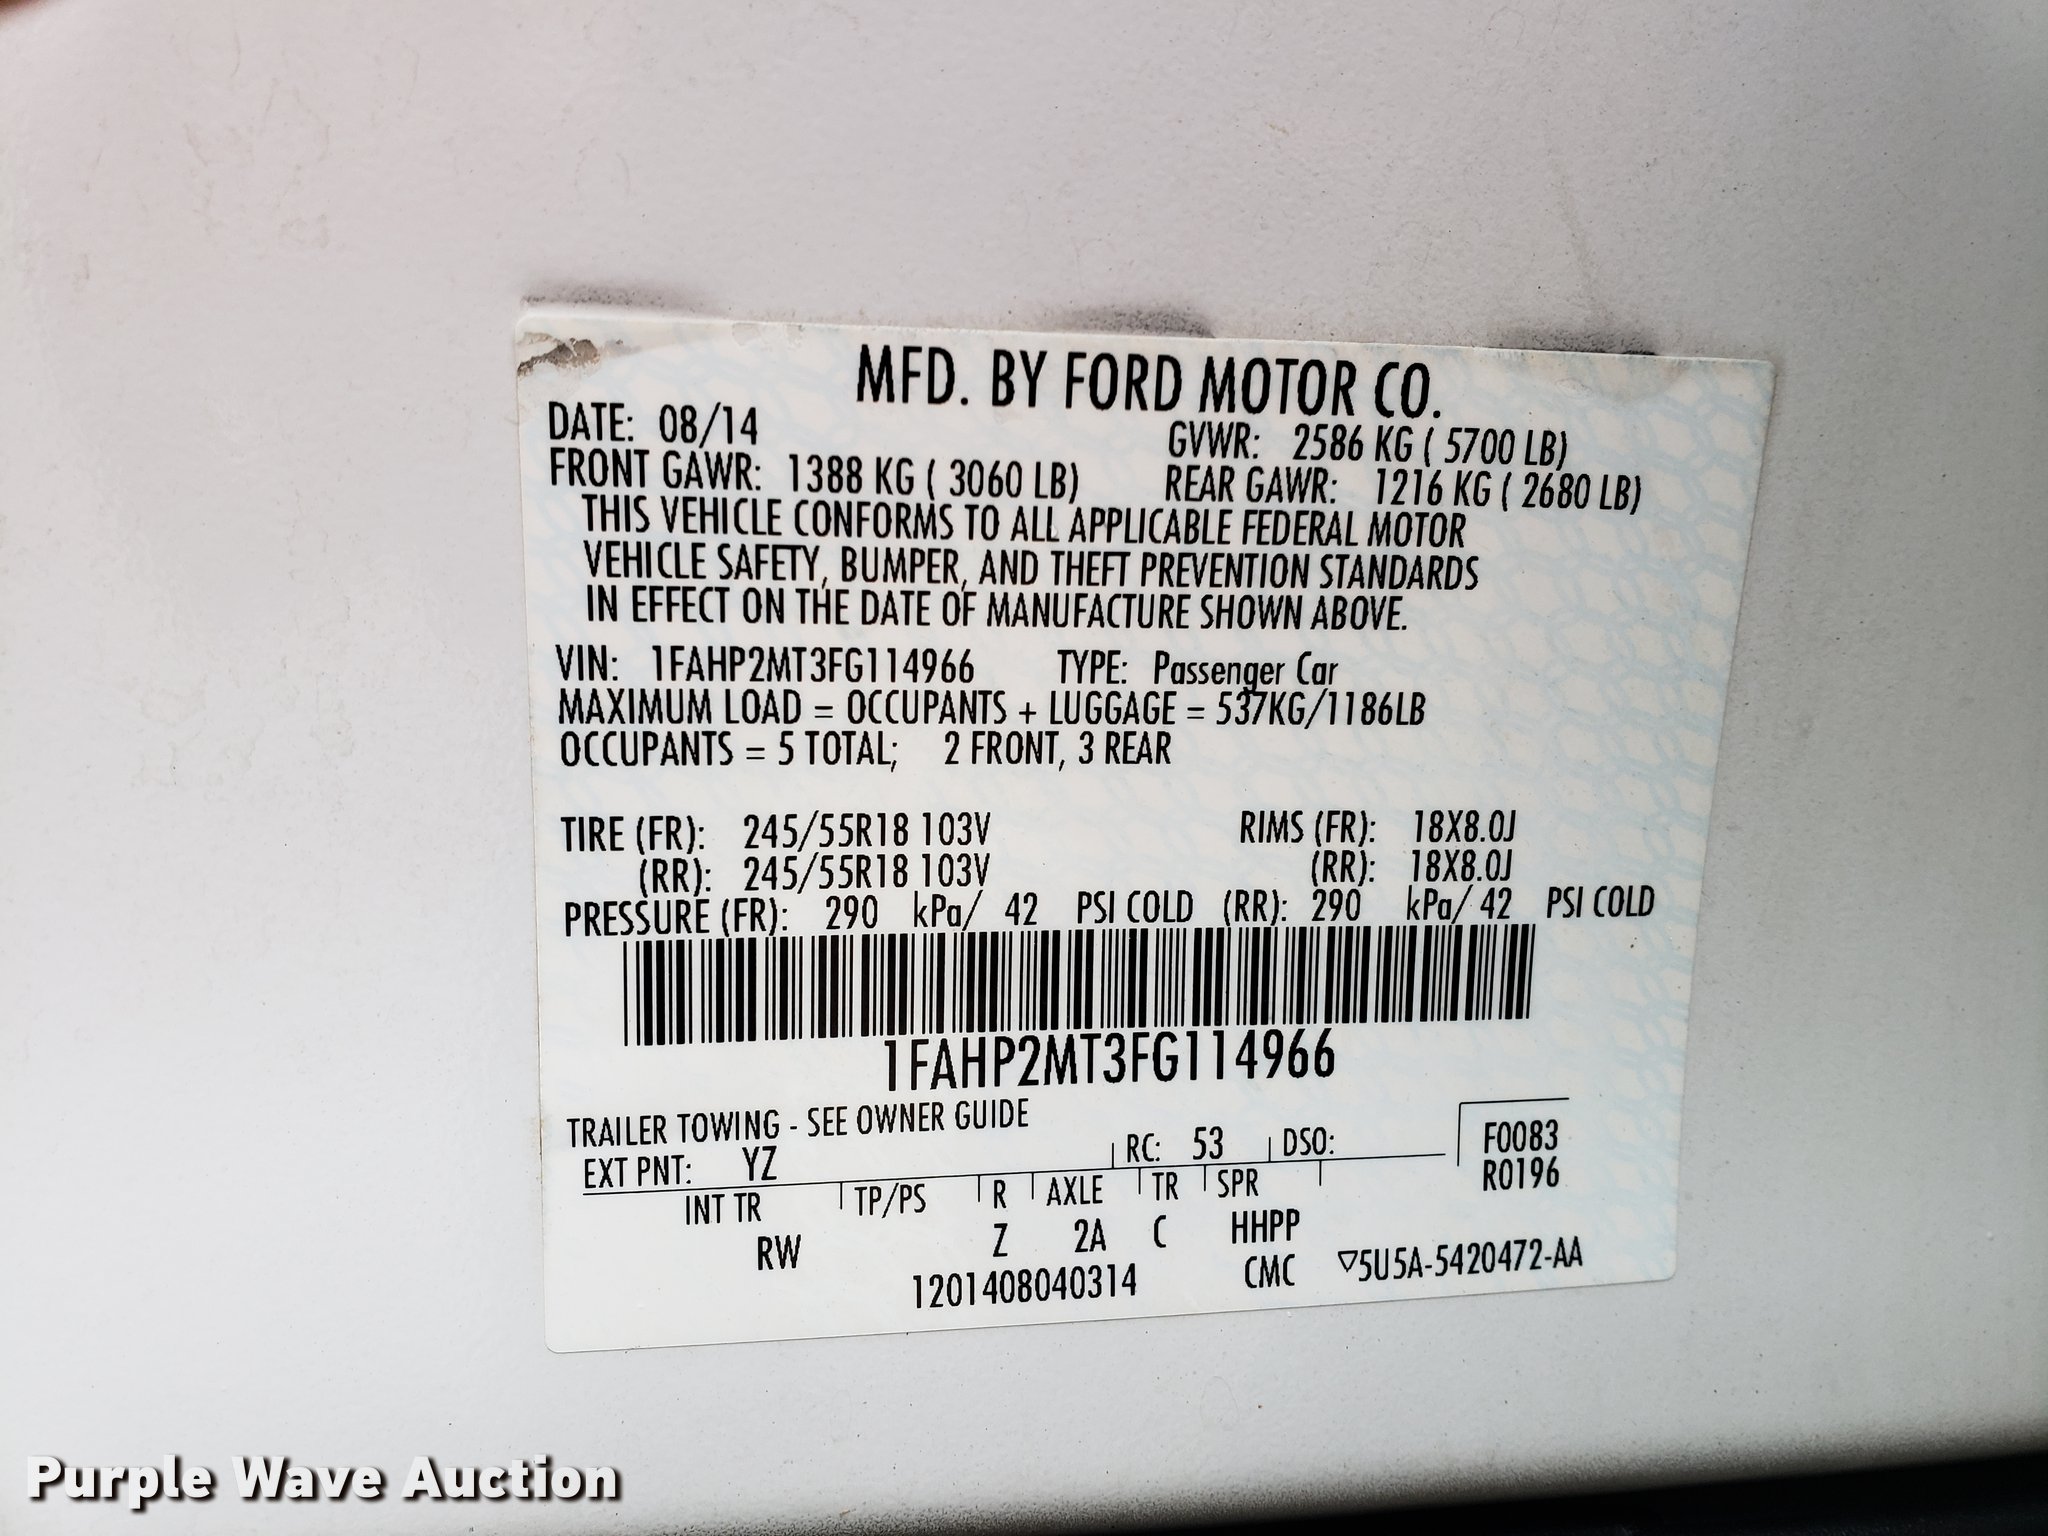 MFD. BY FORD MOTOR CO.
DATE: 08/14 GVWR: 2586 KG ( 5700 LB)
FRONT GAWR: 1388 KG ( 3060 LB) REAR GAWR: 1216 KG ( 2680 LB)
THIS VEHICLE CONFORMS TO ALL APPLICABLE FEDERAL MOTOR
VEHICLE SAFETY, BUMPER, AND THEFT PREVENTION STANDARDS
IN EFFECT ON THE DATE OF MANUFACTURE SHOWN ABOVE.
VIN: 1FAHP2MT3FG114966 TYPE: Passenger Car
MAXIMUM LOAD = OCCUPANTS + LUGGAGE = 537KG/1186LB
OCCUPANTS = 5 TOTAL; 2 FRONT, 3 REAR
TIRE (FR): 245/55R18 103V RIMS (FR): 18X8.0J
(RR): 245/55R18 103V (RR): 18X8.0J
PRESSURE (FR): 290 kPa/ 42 PSI COLD (RR): 290 kPa/ 42 PSI COLD
1FAHP2MT3FG114966
TRAILER TOWING - SEE OWNER GUIDE
EXT PNT: YZ RC: 53 DSO: F0083
R0196
INT TR TP/PS R AXLE TR SPR
RW Z 2A C HHPP
1201408040314 CMC ▽5U5A-5420472-AA
Purple Wave Auction